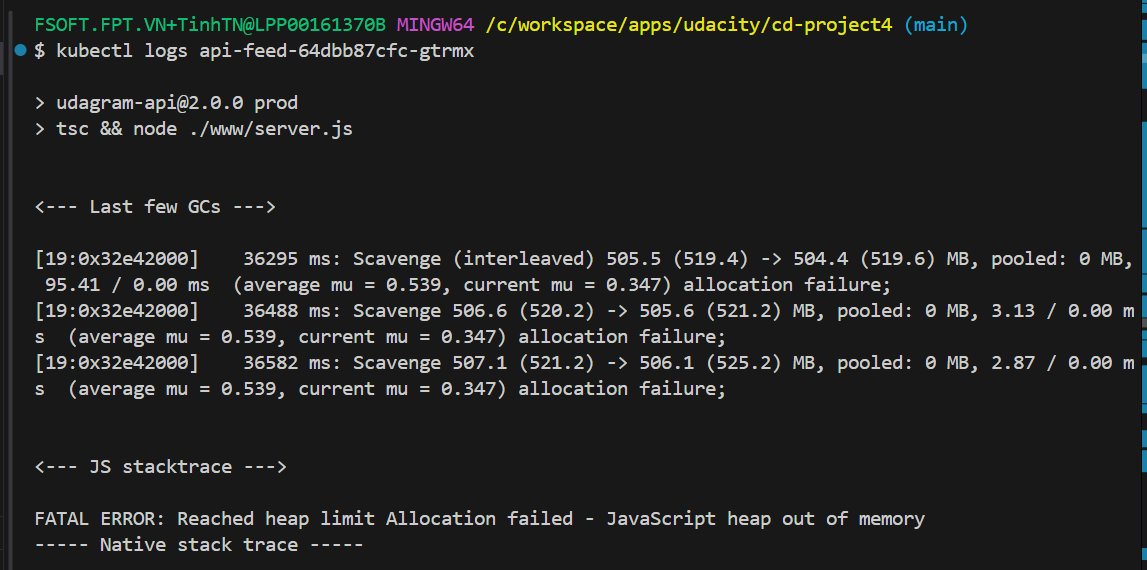 FSOFT.FPT.VN+TinhTN@LPP00161370B MINGW64 /c/workspace/apps/udacity/cd-project4 (main)
$ kubectl logs api-feed-64dbb87cfc-gtrmx
> udagram-api@2.0.0 prod
> tsc && node ./www/server.js
<--- Last few GCs --->
[19:0x32e42000]    36295 ms: Scavenge (interleaved) 505.5 (519.4) -> 504.4 (519.6) MB, pooled: 0 MB,
 95.41 / 0.00 ms  (average mu = 0.539, current mu = 0.347) allocation failure;
[19:0x32e42000]    36488 ms: Scavenge 506.6 (520.2) -> 505.6 (521.2) MB, pooled: 0 MB, 3.13 / 0.00 m
s  (average mu = 0.539, current mu = 0.347) allocation failure;
[19:0x32e42000]    36582 ms: Scavenge 507.1 (521.2) -> 506.1 (525.2) MB, pooled: 0 MB, 2.87 / 0.00 m
s  (average mu = 0.539, current mu = 0.347) allocation failure;
<--- JS stacktrace --->
FATAL ERROR: Reached heap limit Allocation failed - JavaScript heap out of memory
----- Native stack trace -----